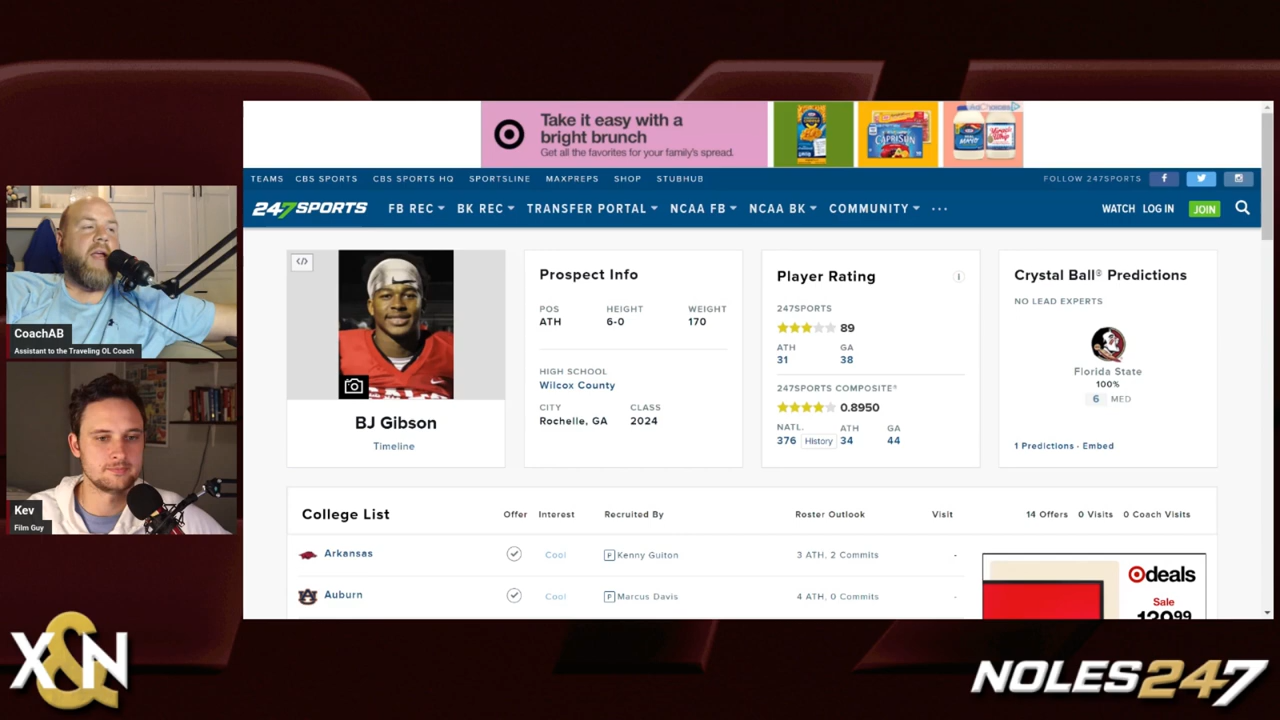 Take it easy with a
bright brunch
Get all the favorites for your family's spread.
TEAMS CBS SPORTS CBS SPORTS HQ SPORTSLINE MAXPREPS SHOP STUBHUB FOLLOW 247SPORTS
247SPORTS FB REC BK REC TRANSFER PORTAL NCAA FB NCAA BK COMMUNITY ... WATCH LOG IN JOIN
BJ Gibson
Timeline
Prospect Info
POS HEIGHT WEIGHT
ATH 6-0 170
HIGH SCHOOL
Wilcox County
CITY CLASS
Rochelle, GA 2024
Player Rating
247SPORTS
89
ATH GA
31 38
247SPORTS COMPOSITE®
0.8950
NATL. ATH GA
376 History 34 44
Crystal Ball® Predictions
NO LEAD EXPERTS
Florida State
100%
6 MED
1 Predictions - Embed
College List Offer Interest Recruited By Roster Outlook Visit 14 Offers 0 Visits 0 Coach Visits
Arkansas Cool P Kenny Guiton 3 ATH, 2 Commits -
Auburn Cool P Marcus Davis 4 ATH, 0 Commits -
deals
Sale
CoachAB
Assistant to the Traveling OL Coach
Kev
Film Guy
X&N
NOLES247